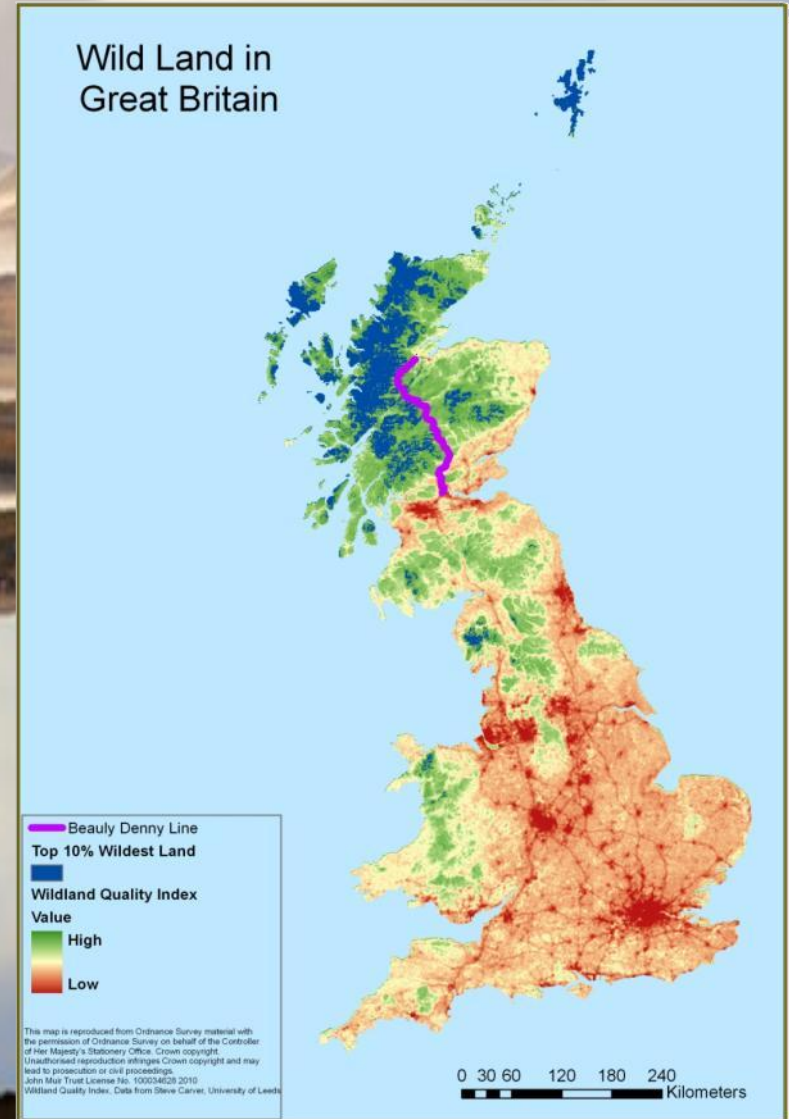 Wild Land in
Great Britain
Beauly Denny Line
Top 10% Wildest Land
Wildland Quality Index
Value
High
Low
This map is reproduced from Ordnance Survey material with
the permission of Ordnance Survey on behalf of the Controller
of Her Majesty's Stationery Office. Crown copyright.
Unauthorised reproduction infringes Crown copyright and may
lead to prosecution or civil proceedings.
John Muir Trust License No. 100034628 2010
Wildland Quality Index, Data from Steve Carver, University of Leeds
0 30 60 120 180 240
Kilometers